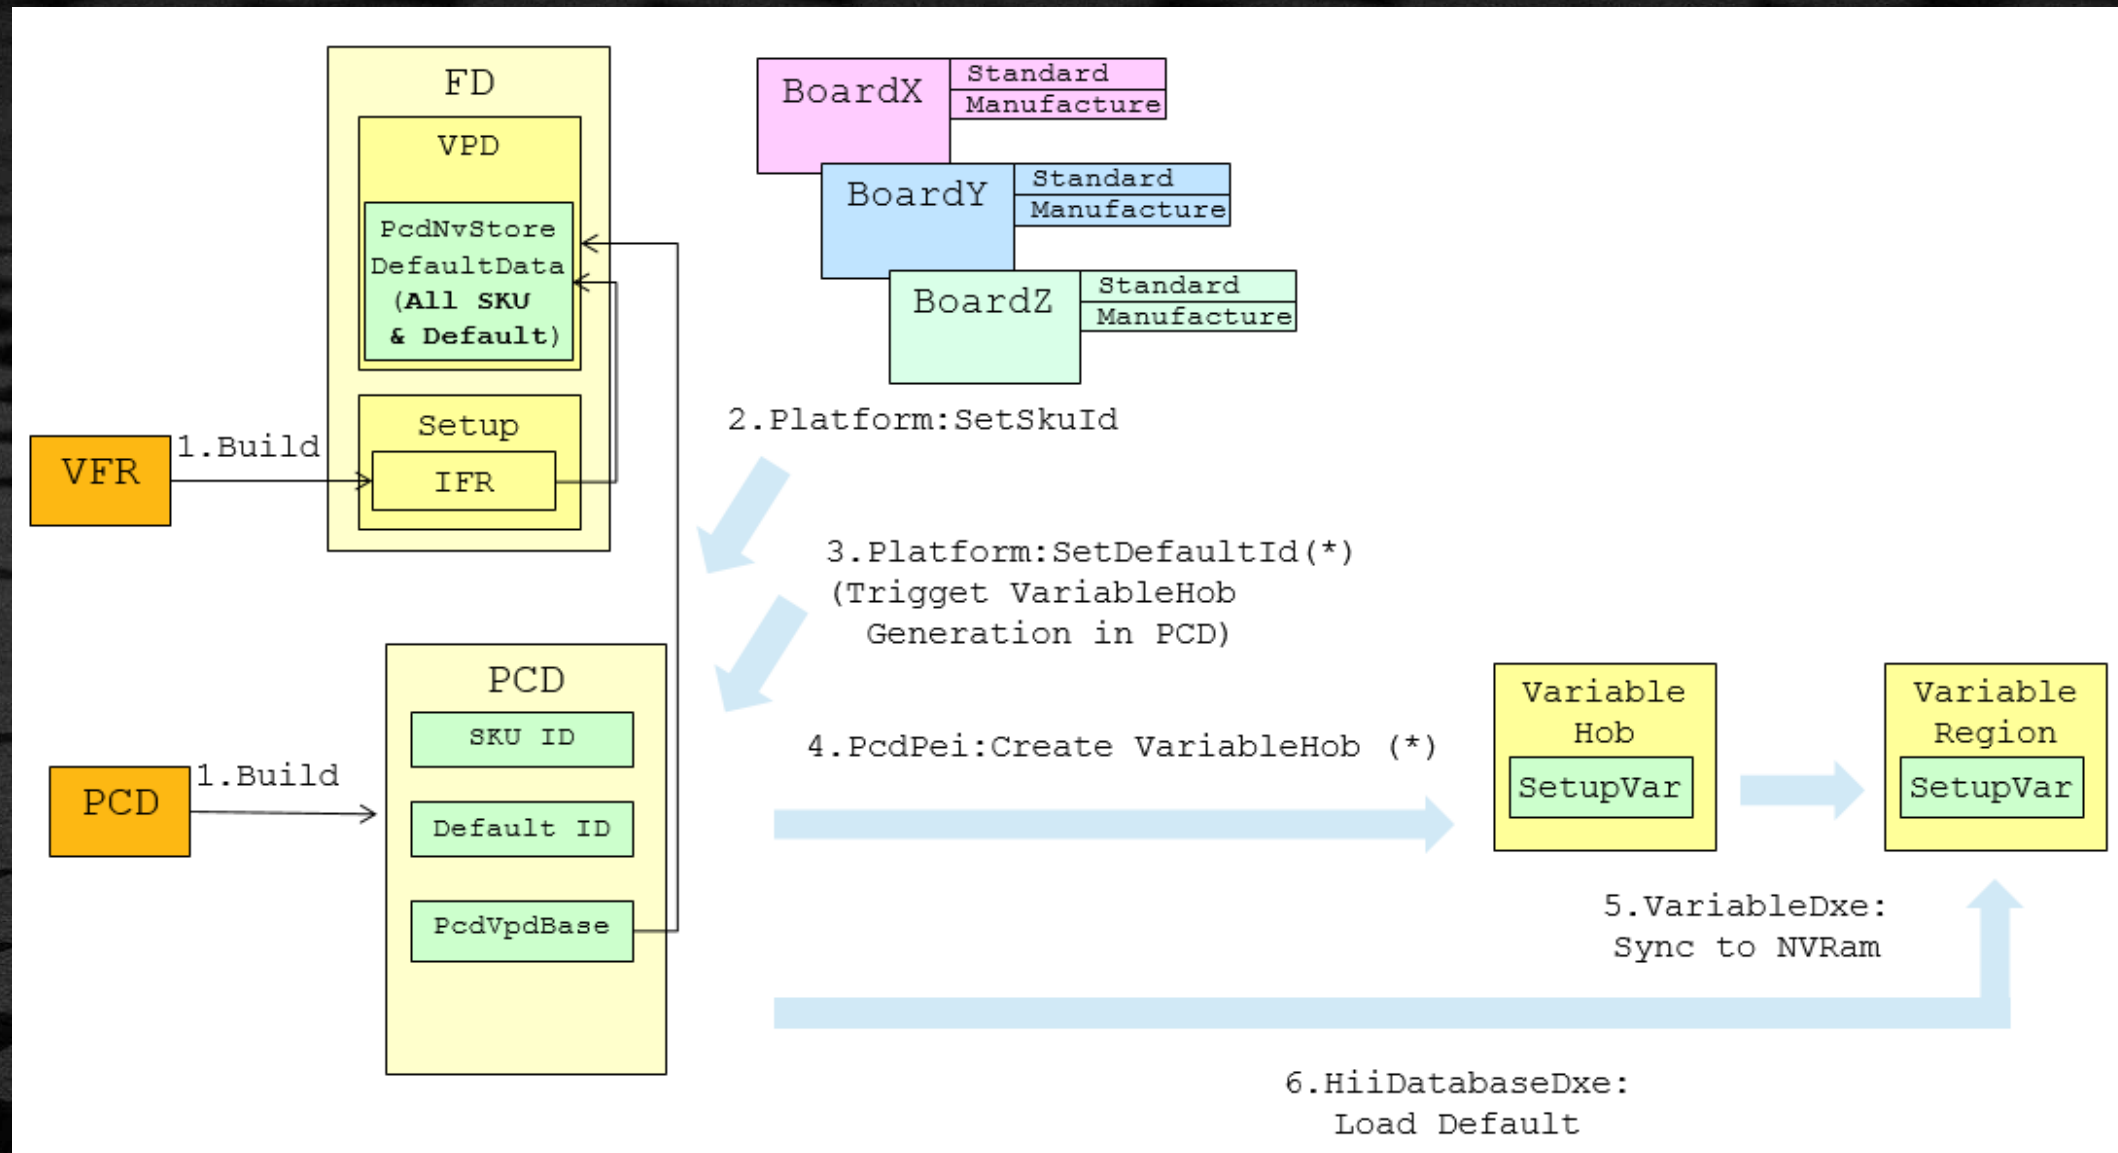 FD
VPD
PcdNvStore
DefaultData
(All SKU
& Default)
Setup
IFR
VFR
1.Build
BoardX
Standard
Manufacture
BoardY
Standard
Manufacture
BoardZ
Standard
Manufacture
2.Platform:SetSkuId
3.Platform:SetDefaultId(*)
(Trigget VariableHob
Generation in PCD)
PCD
1.Build
PCD
SKU ID
Default ID
PcdVpdBase
4.PcdPei:Create VariableHob (*)
Variable
Hob
SetupVar
Variable
Region
SetupVar
5.VariableDxe:
Sync to NVRam
6.HiiDatabaseDxe:
Load Default